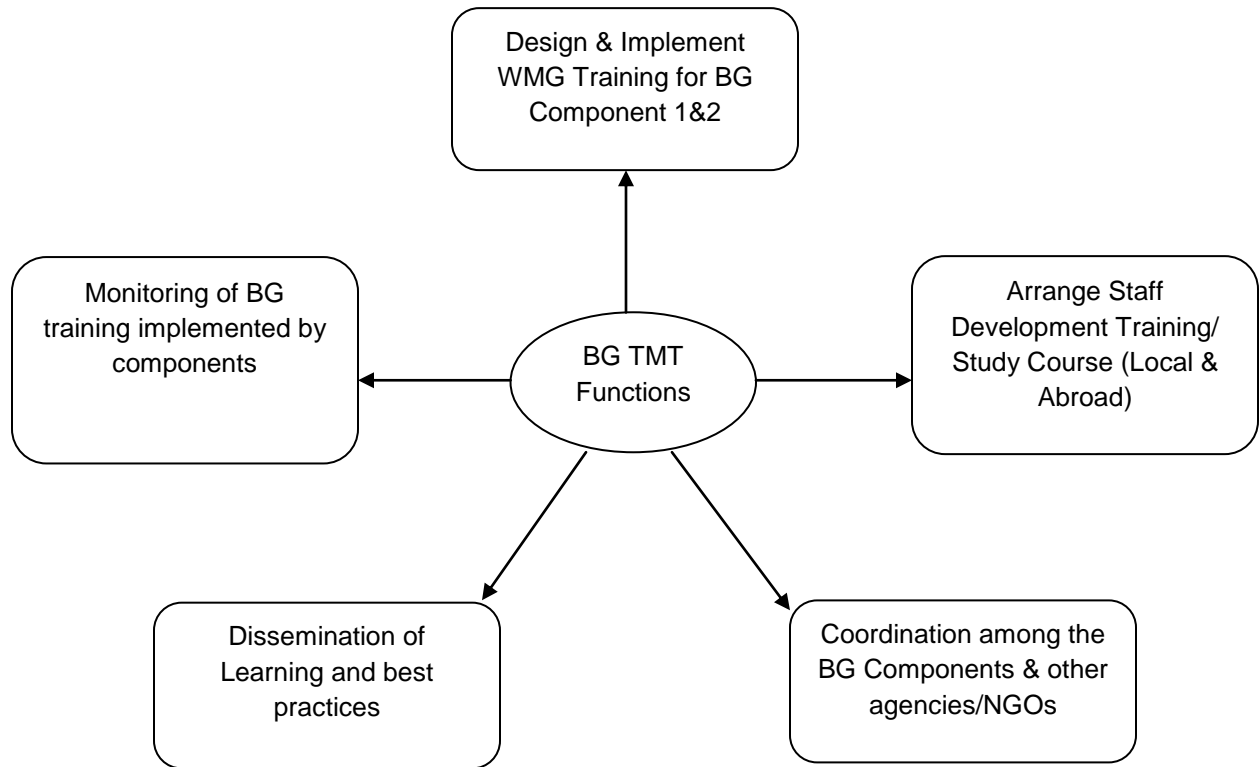 Design & Implement
WMG Training for BG
Component 1&2
Monitoring of BG
training implemented by
components
BG TMT
Functions
Arrange Staff
Development Training/
Study Course (Local &
Abroad)
Dissemination of
Learning and best
practices
Coordination among the
BG Components & other
agencies/NGOs